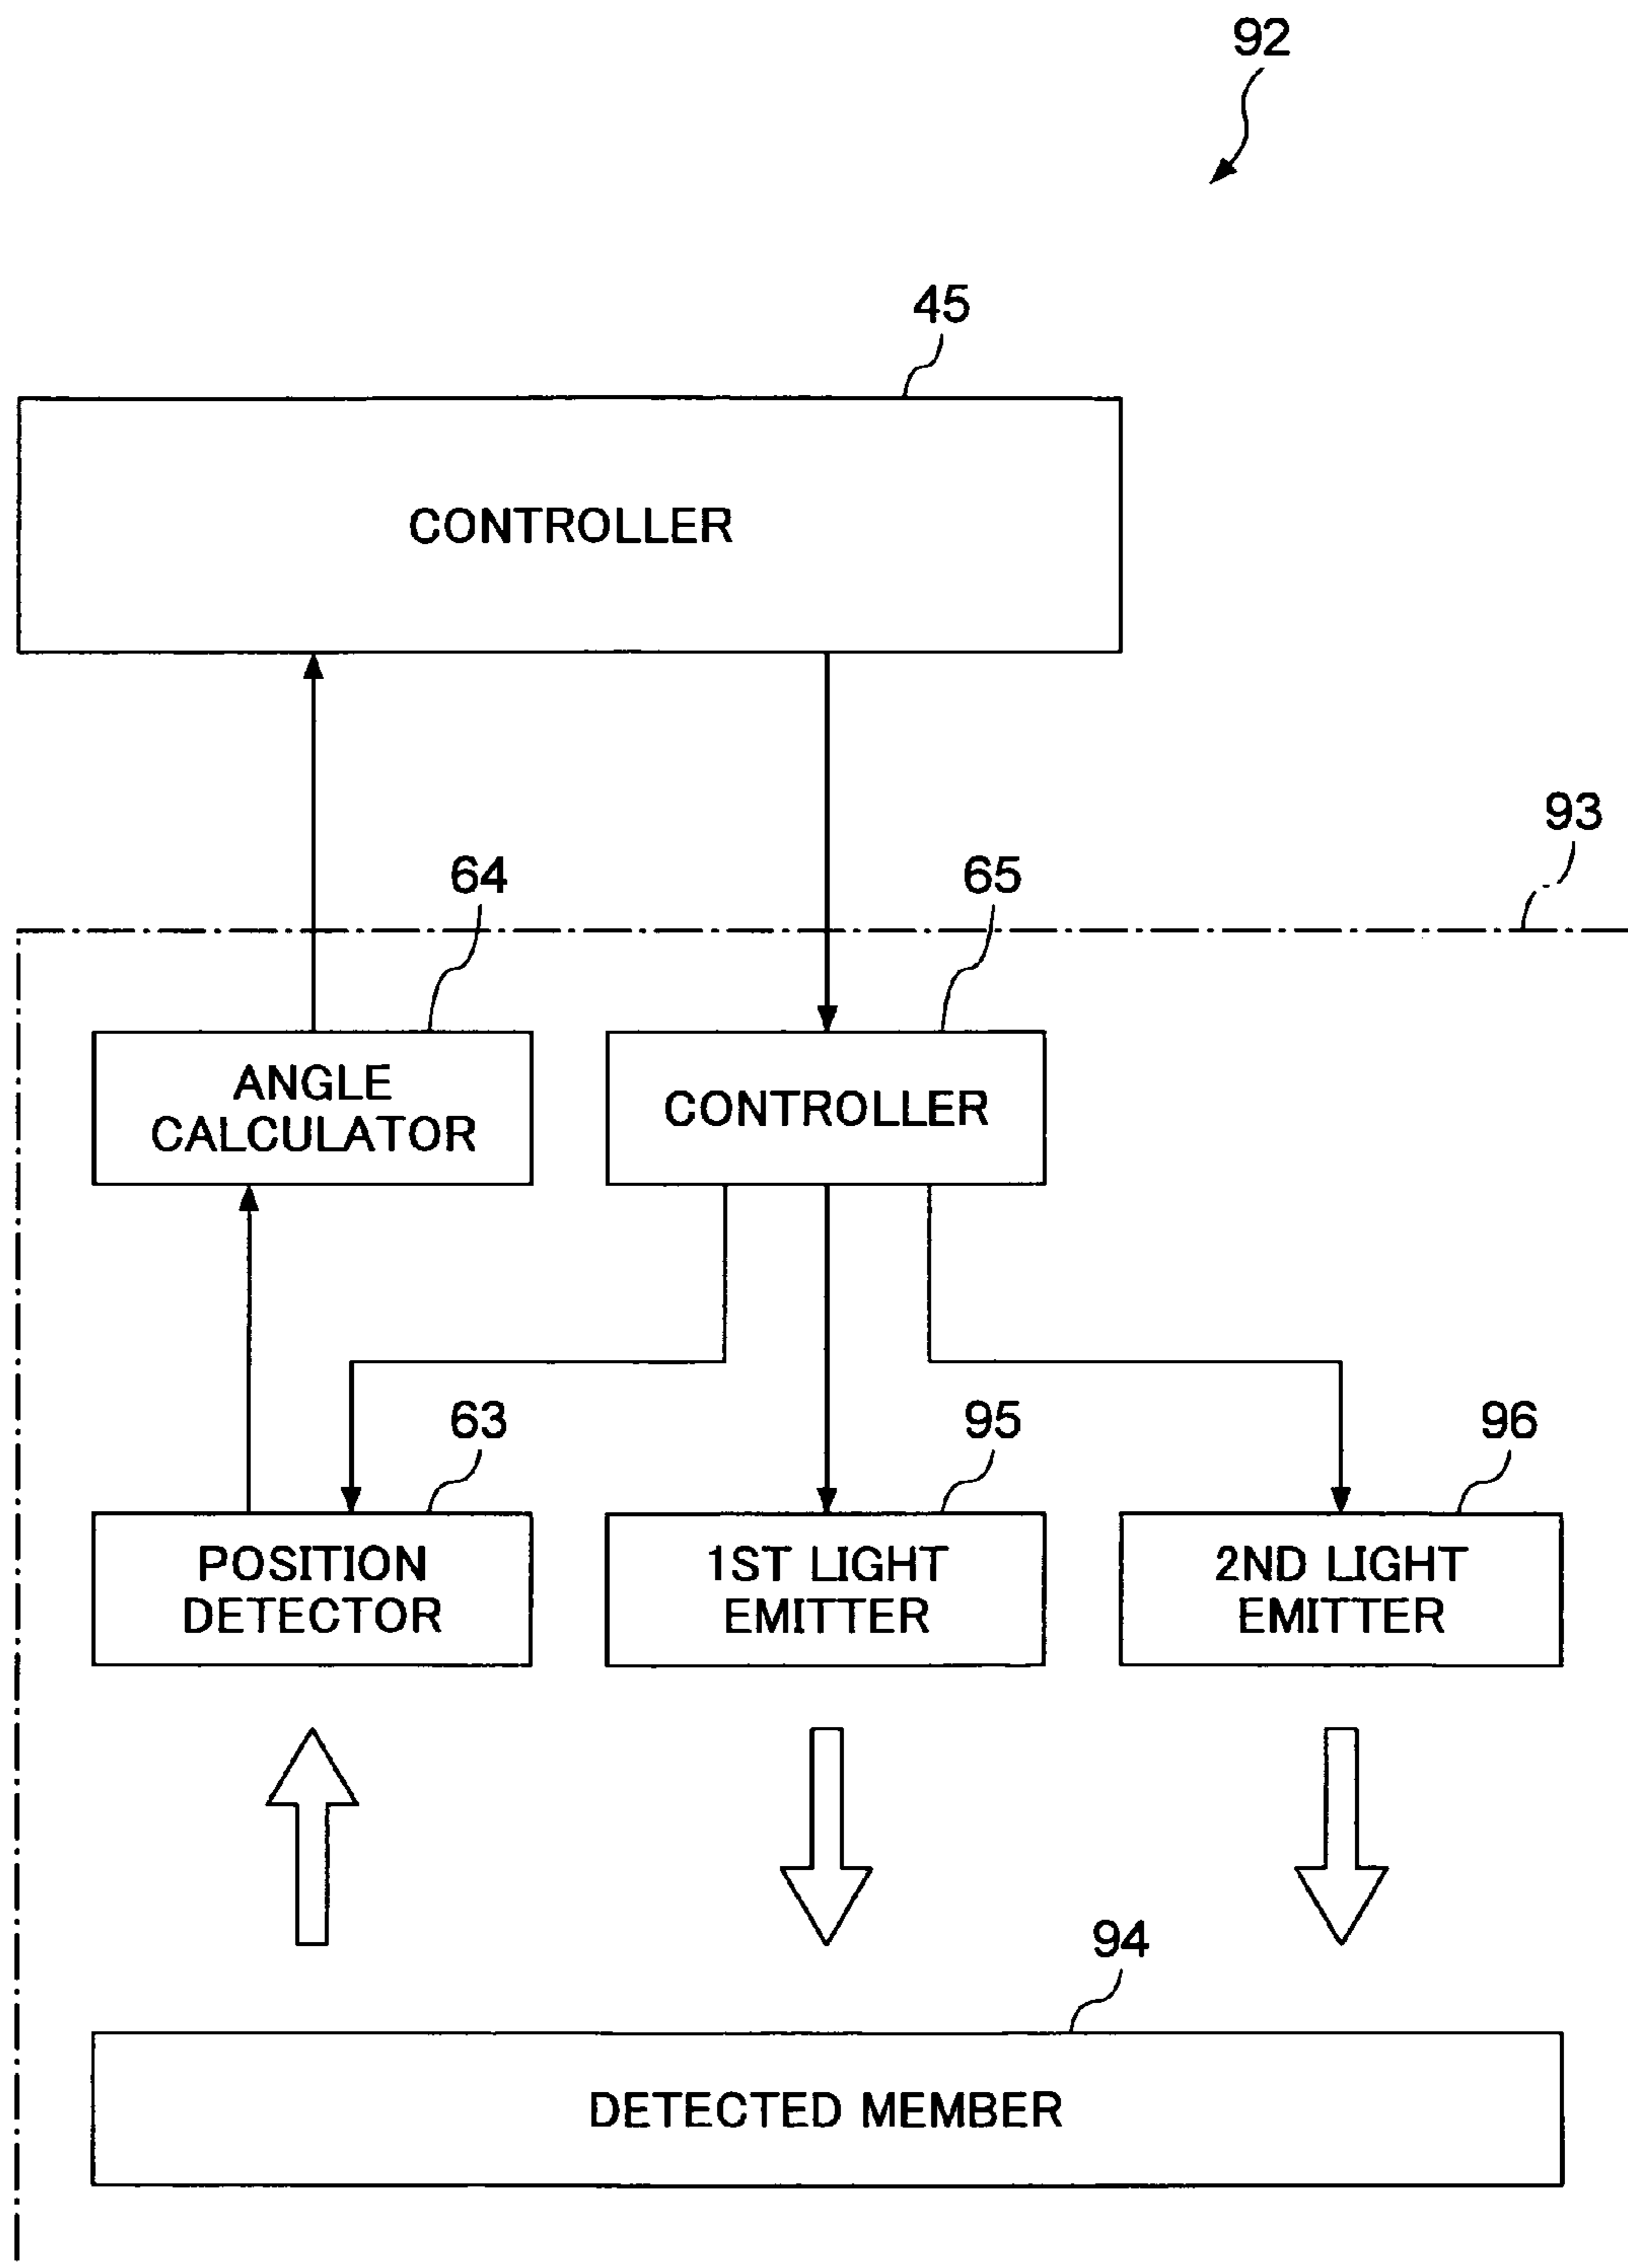 92
45
CONTROLLER
93
64
65
ANGLE
CALCULATOR
CONTROLLER
63
95
96
POSITION
DETECTOR
1ST LIGHT
EMITTER
2ND LIGHT
EMITTER
94
DETECTED MEMBER